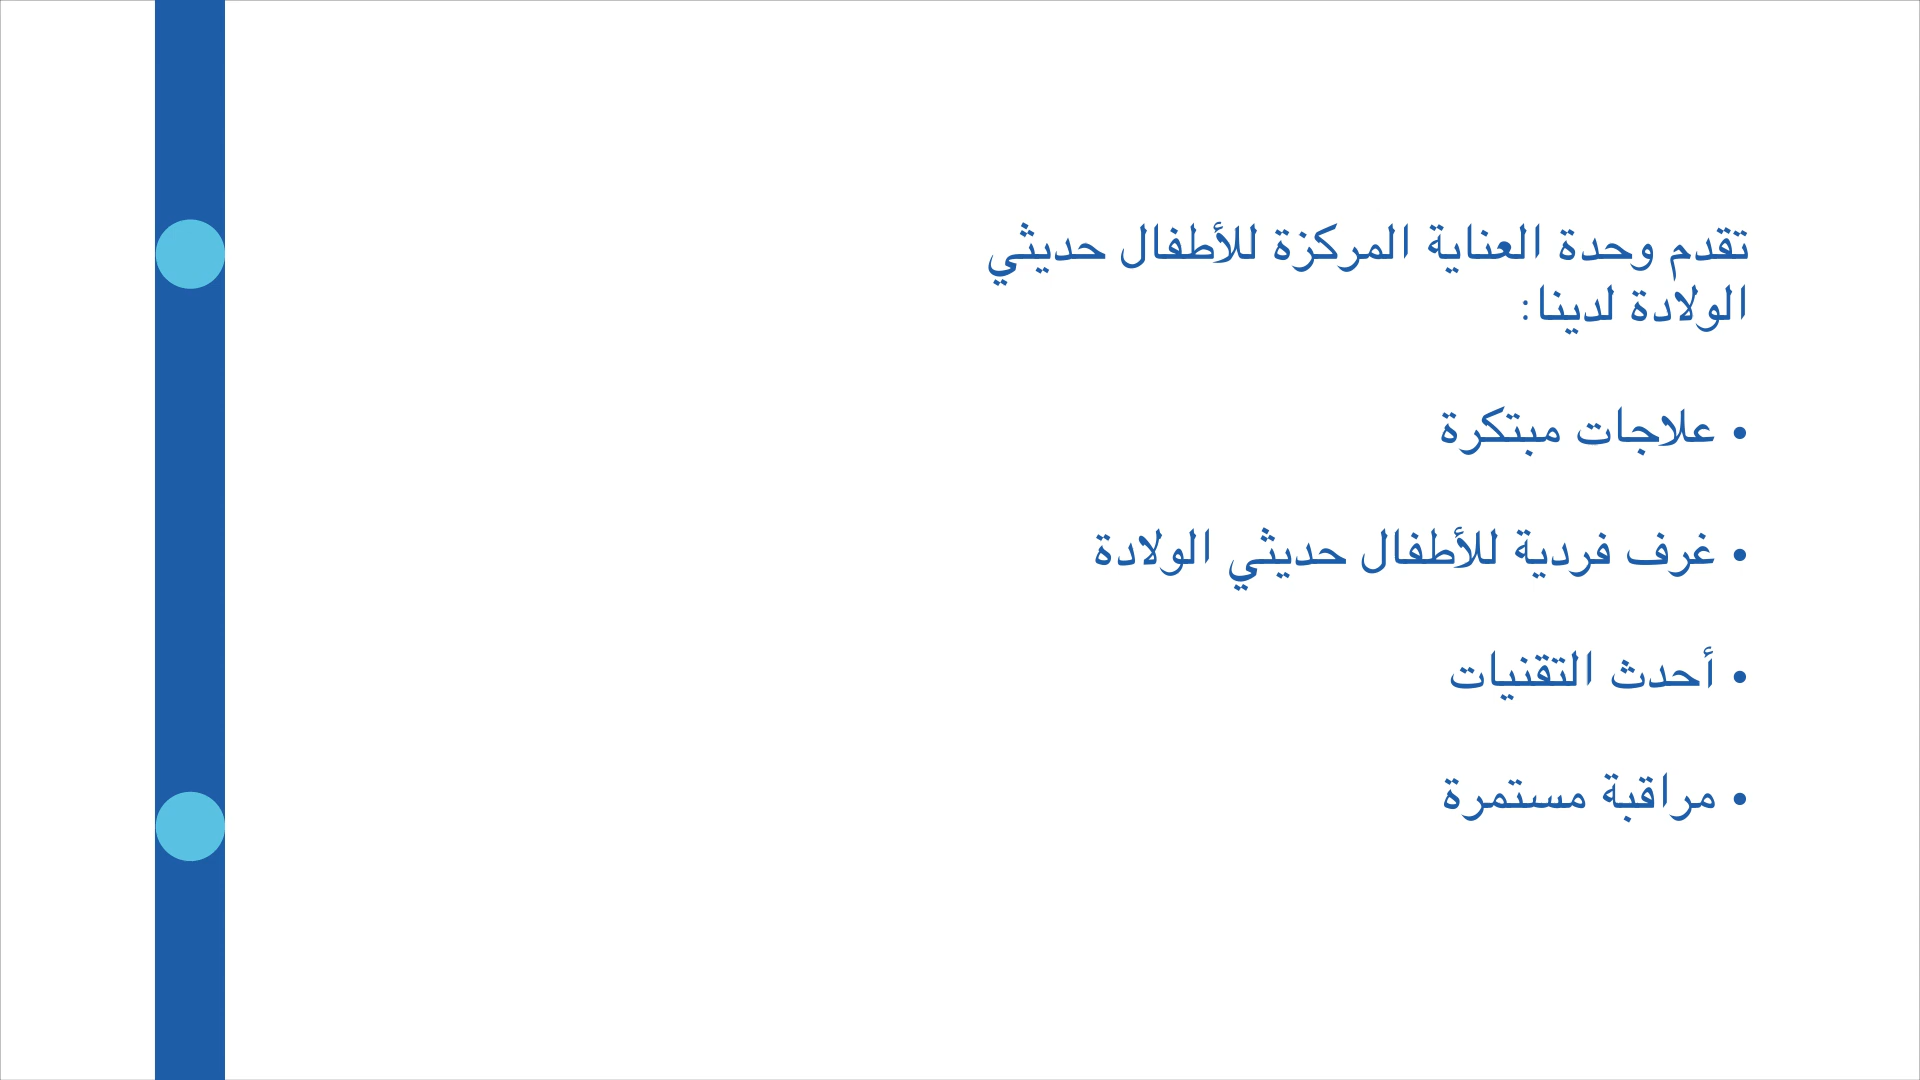 تقدم وحدة العناية المركزة للأطفال حديثي
الولادة لدينا:
• علاجات مبتكرة
• غرف فردية للأطفال حديثي الولادة
• أحدث التقنيات
• مراقبة مستمرة